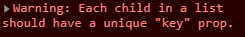 Warning: Each child in a list
should have a unique "key" prop.